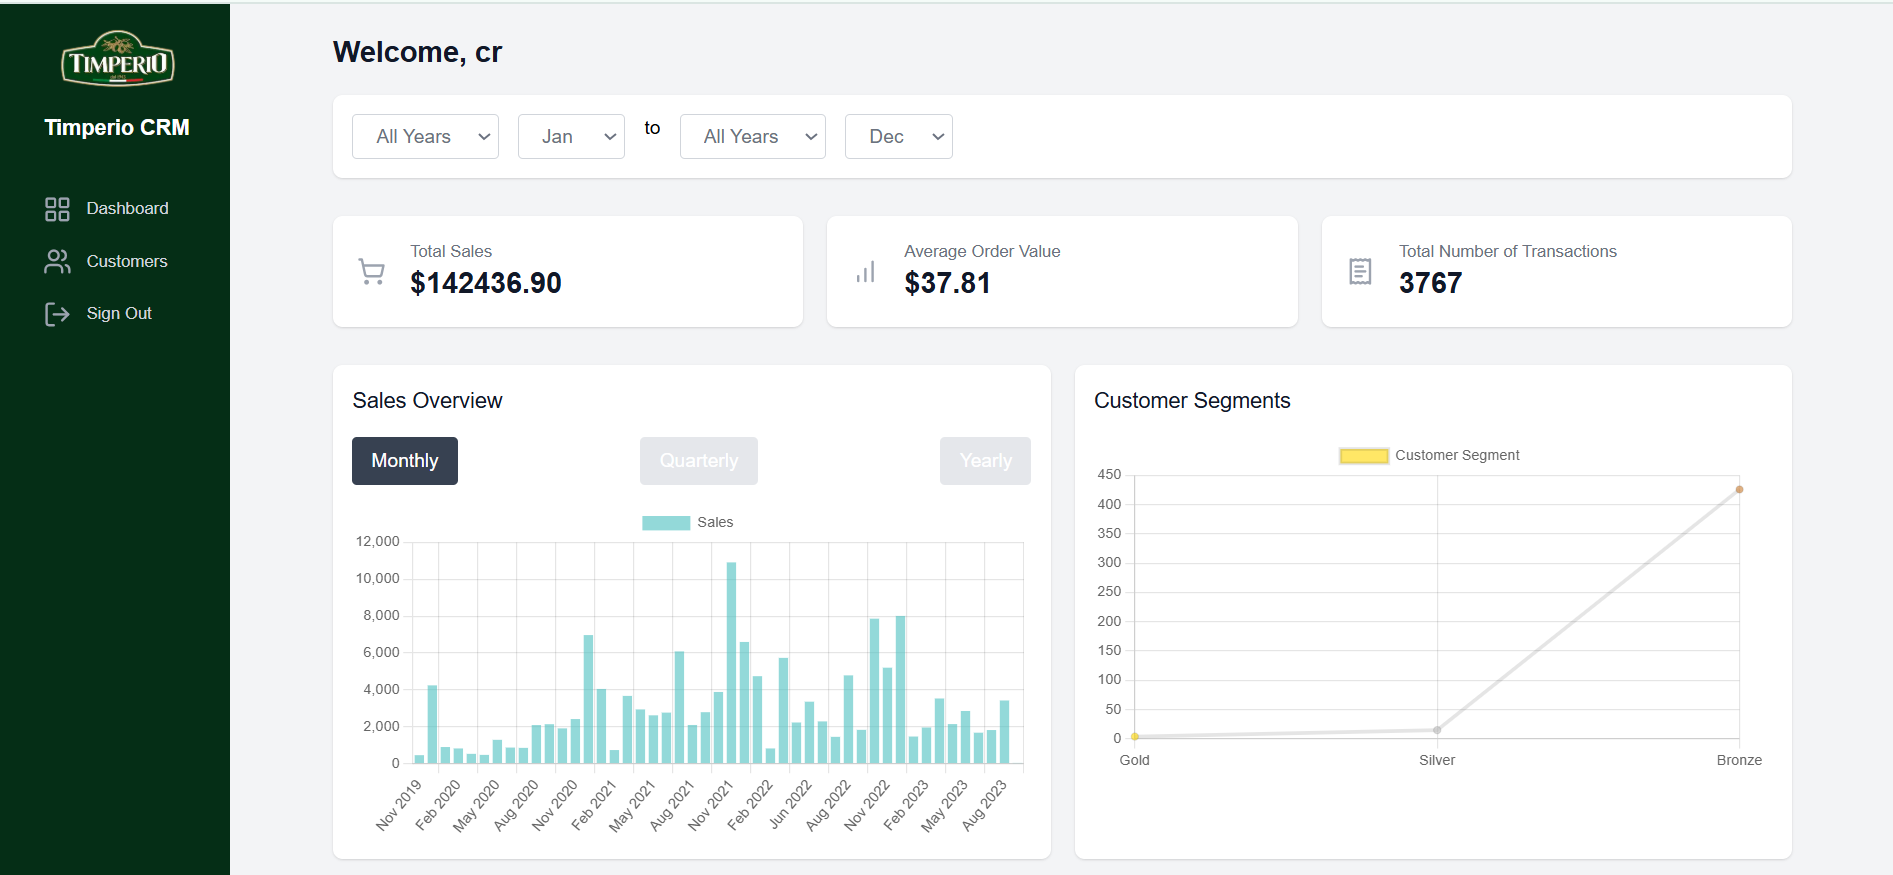 TIMPERIO
Timperio CRM
Dashboard
Customers
Sign Out
Welcome, cr
All Years
Jan
to
All Years
Dec
Total Sales
$142436.90
Average Order Value
$37.81
Total Number of Transactions
3767
Sales Overview
Monthly
Quarterly
Yearly
Sales
12,000
10,000
8,000
6,000
4,000
2,000
0
Nov 2019
Feb 2020
May 2020
Aug 2020
Nov 2020
Feb 2021
May 2021
Aug 2021
Nov 2021
Feb 2022
Jun 2022
Aug 2022
Nov 2022
Feb 2023
May 2023
Aug 2023
Customer Segments
Customer Segment
450
400
350
300
250
200
150
100
50
0
Gold
Silver
Bronze